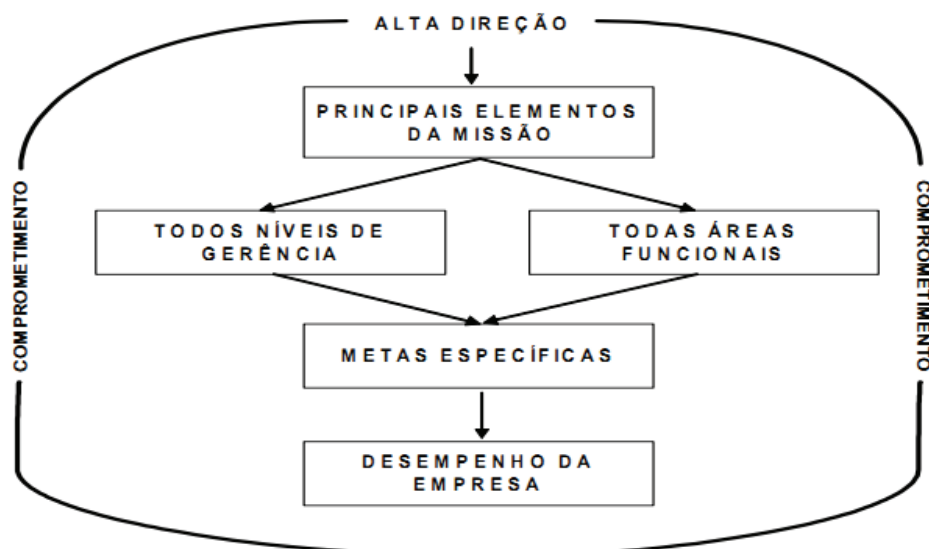 ALTA DIREÇÃO
PRINCIPAIS ELEMENTOS
DA MISSÃO
COMPROMETIMENTO
COMPROMETIMENTO
TODOS NÍVEIS DE
GERÊNCIA
TODAS ÁREAS
FUNCIONAIS
METAS ESPECÍFICAS
DESEMPENHO DA
EMPRESA